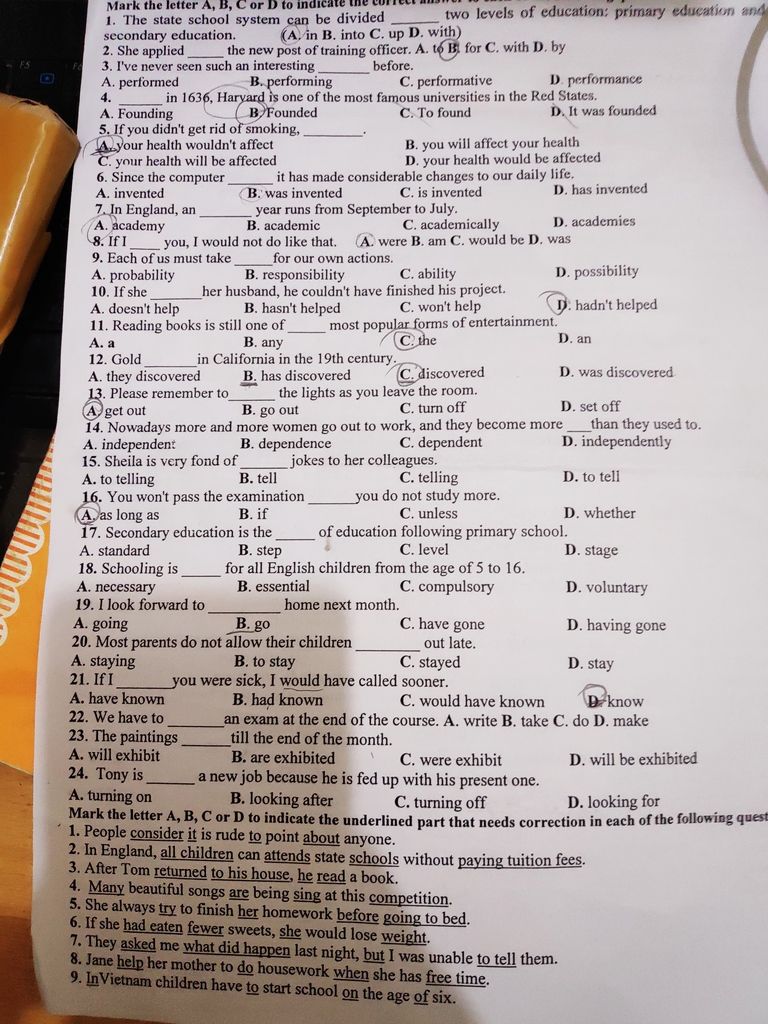 Mark the letter A, B, C or D to indicate the correct answer to
1. The state school system can be divided ______ two levels of education: primary education and
secondary education. A. in B. into C. up D. with)
2. She applied _____ the new post of training officer. A. to B. for C. with D. by
3. I've never seen such an interesting _______ before.
A. performed B. performing C. performative D. performance
4. ______ in 1636, Harvard is one of the most famous universities in the Red States.
A. Founding B. Founded C. To found D. It was founded
5. If you didn't get rid of smoking, ________.
A. your health wouldn't affect B. you will affect your health
C. your health will be affected D. your health would be affected
6. Since the computer ______ it has made considerable changes to our daily life.
A. invented B. was invented C. is invented D. has invented
7. In England, an _______ year runs from September to July.
A. academy B. academic C. academically D. academies
8. If I ____ you, I would not do like that. A. were B. am C. would be D. was
9. Each of us must take _____for our own actions.
A. probability B. responsibility C. ability D. possibility
10. If she _______her husband, he couldn't have finished his project.
A. doesn't help B. hasn't helped C. won't help D. hadn't helped
11. Reading books is still one of _____ most popular forms of entertainment.
A. a B. any C. the D. an
12. Gold _______in California in the 19th century.
A. they discovered B. has discovered C. discovered D. was discovered
13. Please remember to______ the lights as you leave the room.
A. get out B. go out C. turn off D. set off
14. Nowadays more and more women go out to work, and they become more ___than they used to.
A. independent B. dependence C. dependent D. independently
15. Sheila is very fond of ______ jokes to her colleagues.
A. to telling B. tell C. telling D. to tell
16. You won't pass the examination ______you do not study more.
A. as long as B. if C. unless D. whether
17. Secondary education is the _____ of education following primary school.
A. standard B. step C. level D. stage
18. Schooling is _____ for all English children from the age of 5 to 16.
A. necessary B. essential C. compulsory D. voluntary
19. I look forward to _________ home next month.
A. going B. go C. have gone D. having gone
20. Most parents do not allow their children ________ out late.
A. staying B. to stay C. stayed D. stay
21. If I _______you were sick, I would have called sooner.
A. have known B. had known C. would have known D. know
22. We have to _______an exam at the end of the course. A. write B. take C. do D. make
23. The paintings ______till the end of the month.
A. will exhibit B. are exhibited C. were exhibit D. will be exhibited
24. Tony is ______ a new job because he is fed up with his present one.
A. turning on B. looking after C. turning off D. looking for
Mark the letter A, B, C or D to indicate the underlined part that needs correction in each of the following quest
1. People consider it is rude to point about anyone.
2. In England, all children can attends state schools without paying tuition fees.
3. After Tom returned to his house, he read a book.
4. Many beautiful songs are being sing at this competition.
5. She always try to finish her homework before going to bed.
6. If she had eaten fewer sweets, she would lose weight.
7. They asked me what did happen last night, but I was unable to tell them.
8. Jane help her mother to do housework when she has free time.
9. InVietnam children have to start school on the age of six.